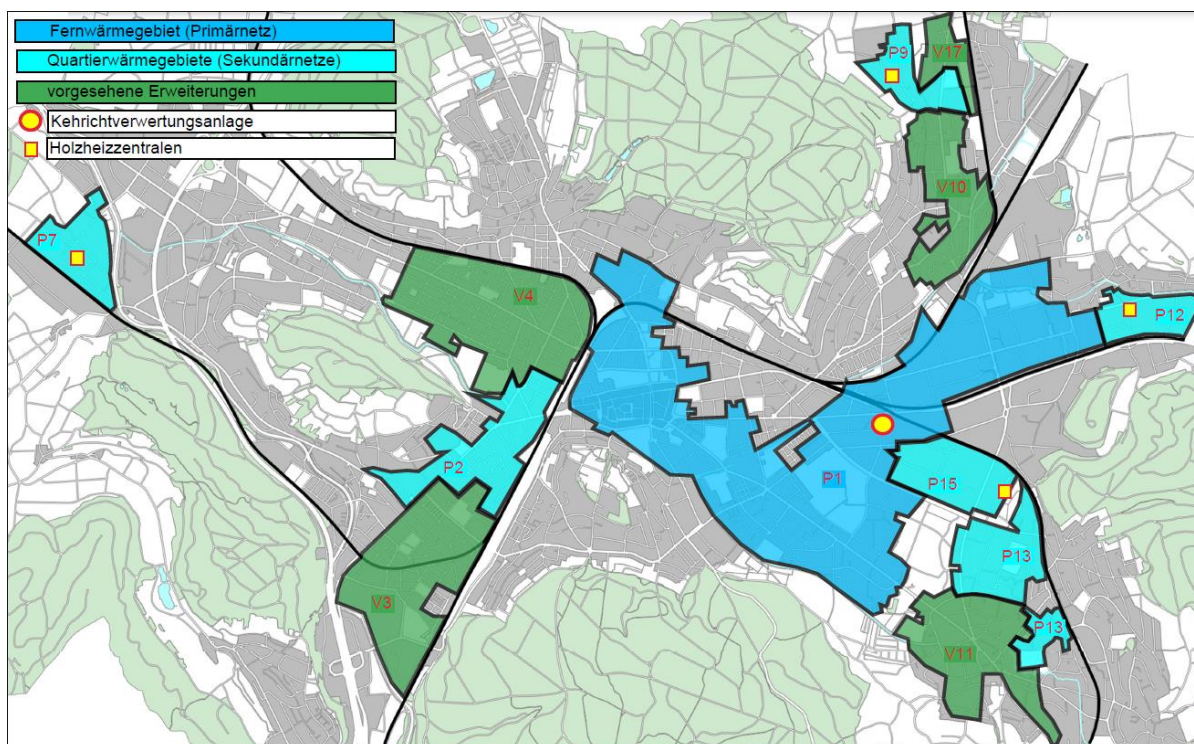 Fernwärmegebiet (Primärnetz)
Quartierwärmegebiete (Sekundärnetze)
vorgesehene Erweiterungen
Kehrichtverwertungsanlage
Holzheizzentralen
P9
V17
V10
P7
V4
P12
P2
P1
P15
P13
V3
P13
V11